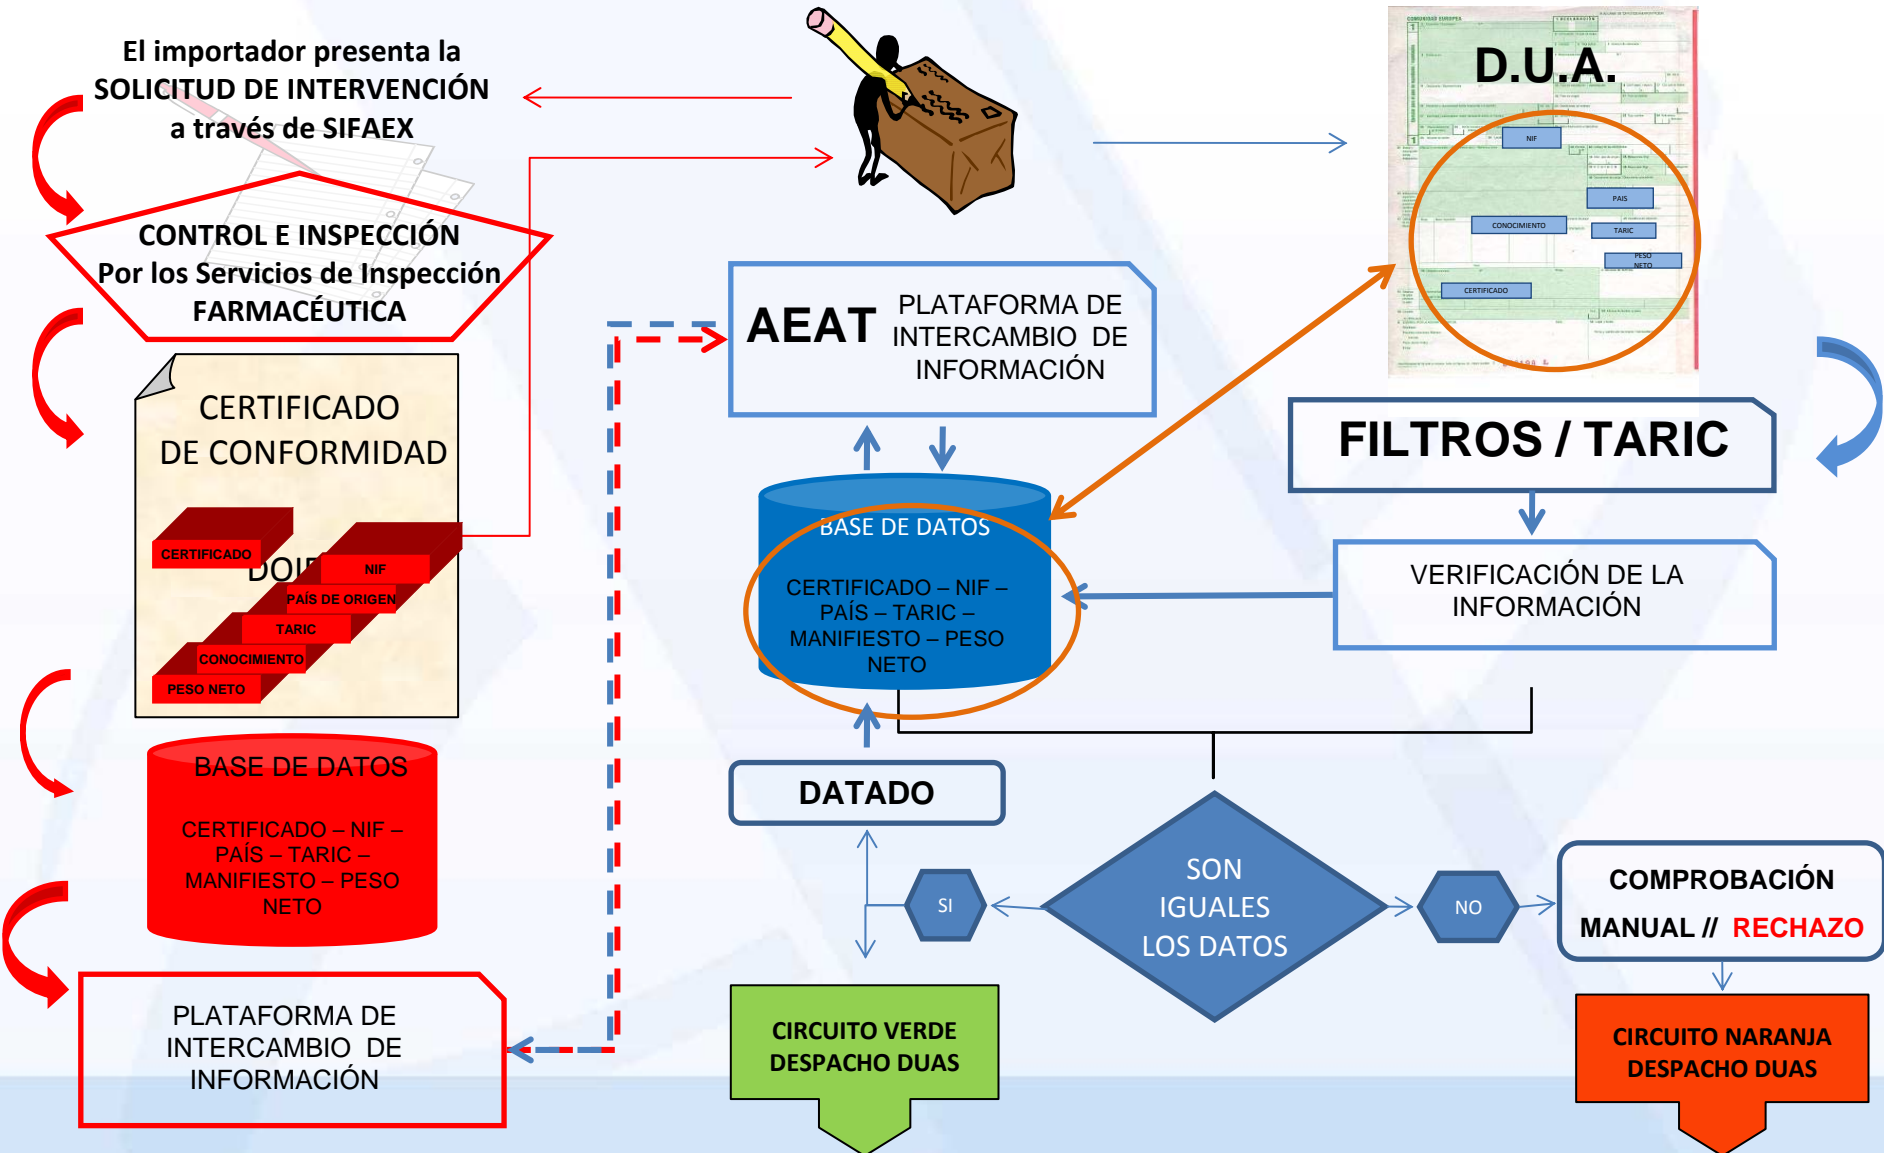 El importador presenta la
SOLICITUD DE INTERVENCIÓN
a través de SIFAEX
CONTROL E INSPECCIÓN
Por los Servicios de Inspección
FARMACÉUTICA
CERTIFICADO
DE CONFORMIDAD
CERTIFICADO
NIF
PAÍS DE ORIGEN
TARIC
CONOCIMIENTO
PESO NETO
BASE DE DATOS
CERTIFICADO – NIF –
PAÍS – TARIC –
MANIFIESTO – PESO
NETO
PLATAFORMA DE
INTERCAMBIO DE
INFORMACIÓN
AEAT
PLATAFORMA DE
INTERCAMBIO DE
INFORMACIÓN
BASE DE DATOS
CERTIFICADO – NIF –
PAÍS – TARIC –
MANIFIESTO – PESO
NETO
DATADO
SI
SON
IGUALES
LOS DATOS
NO
CIRCUITO VERDE
DESPACHO DUAS
COMUNIDAD EUROPEA
D.U.A.
NIF
PAIS
CONOCIMIENTO
TARIC
PESO
NETO
CERTIFICADO
FILTROS / TARIC
VERIFICACIÓN DE LA
INFORMACIÓN
COMPROBACIÓN
MANUAL // RECHAZO
CIRCUITO NARANJA
DESPACHO DUAS